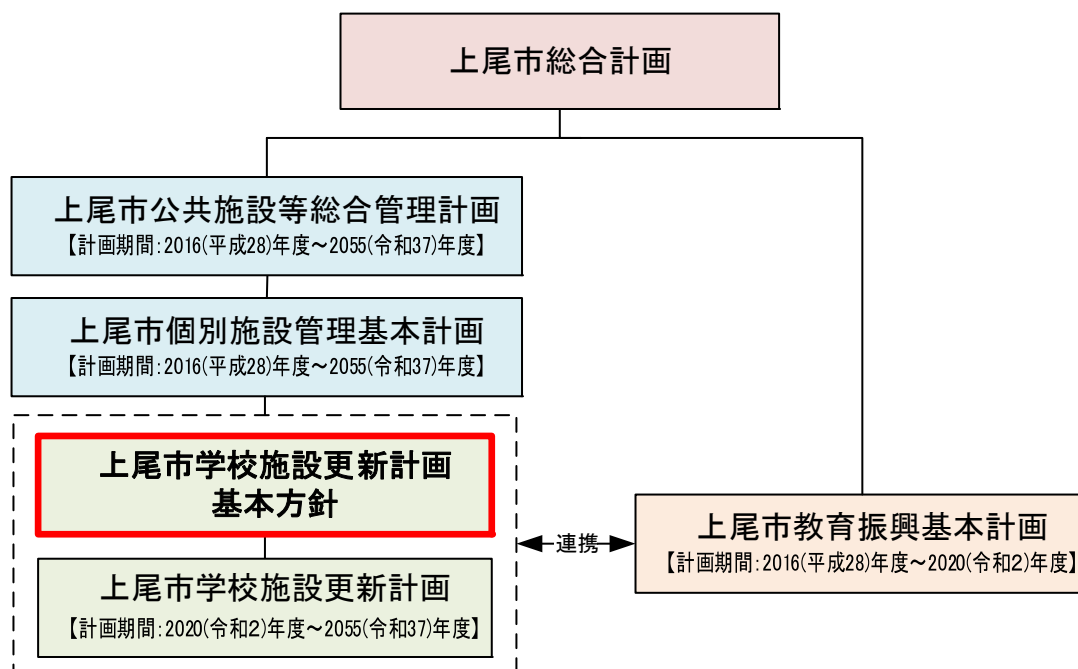 上尾市総合計画
上尾市公共施設等総合管理計画
【計画期間:2016(平成28)年度～2055(令和37)年度】
上尾市個別施設管理基本計画
【計画期間:2016(平成28)年度～2055(令和37)年度】
上尾市学校施設更新計画
基本方針
上尾市学校施設更新計画
【計画期間:2020(令和2)年度～2055(令和37)年度】
連携
上尾市教育振興基本計画
【計画期間:2016(平成28)年度～2020(令和2)年度】